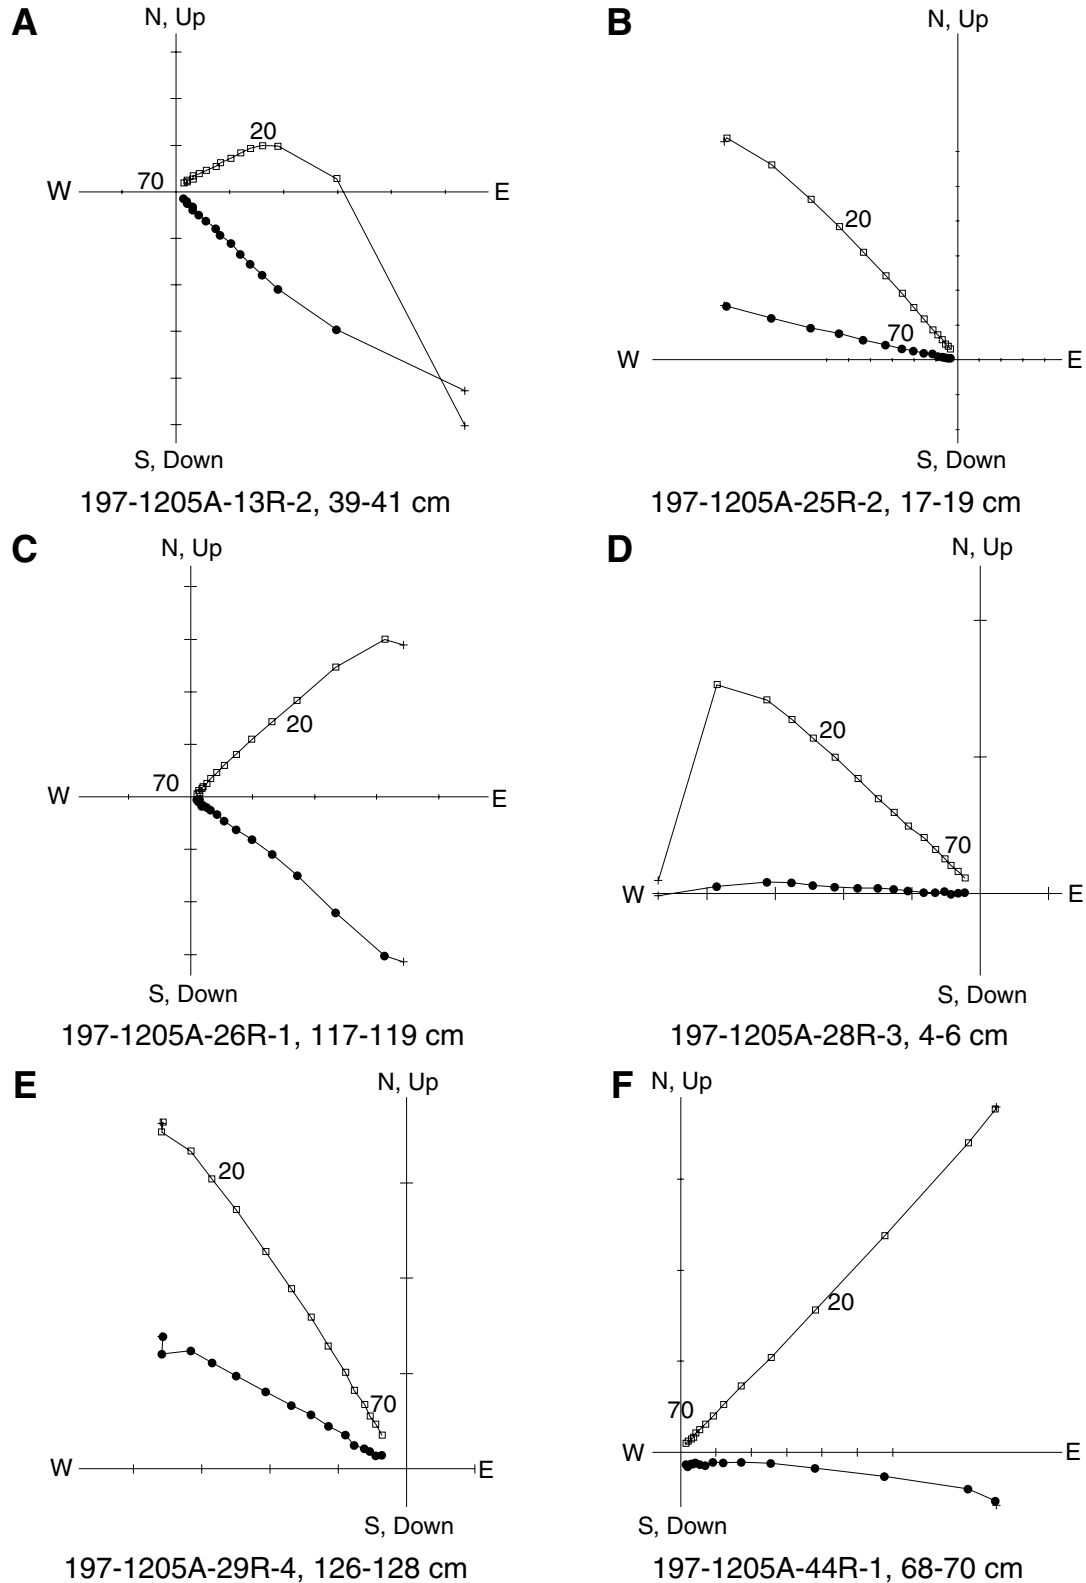 A
N, Up
20
70
W
E
S, Down
197-1205A-13R-2, 39-41 cm
B
N, Up
20
70
W
E
S, Down
197-1205A-25R-2, 17-19 cm
C
N, Up
20
70
W
E
S, Down
197-1205A-26R-1, 117-119 cm
D
N, Up
20
70
W
E
S, Down
197-1205A-28R-3, 4-6 cm
E
N, Up
20
70
W
E
S, Down
197-1205A-29R-4, 126-128 cm
F
N, Up
20
70
W
E
S, Down
197-1205A-44R-1, 68-70 cm